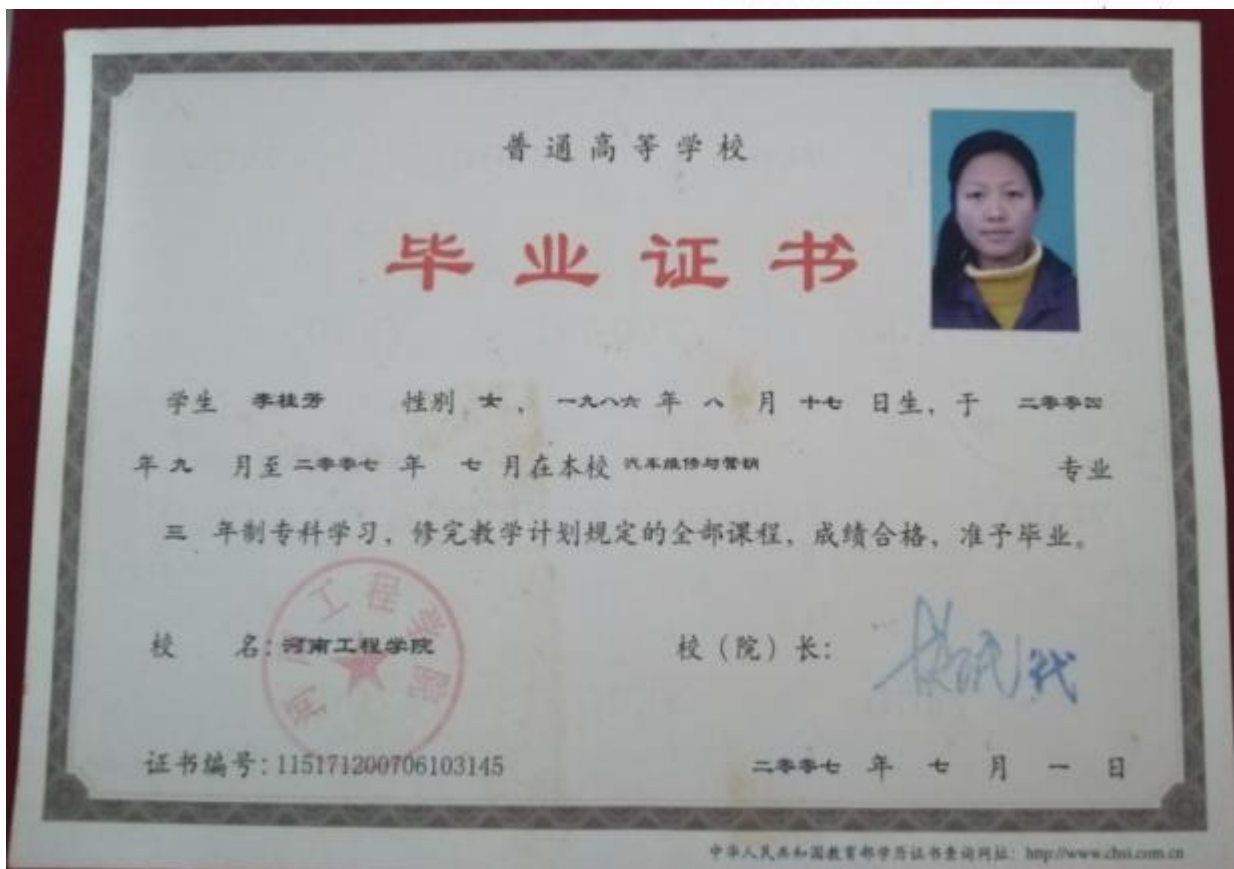 普通高等学校
毕业证书
学生 李桂芳 性别 女 ，一九八六 年 八 月 十七 日生，于 二零零四
年 九 月至 二零零七 年 七 月在本校 汽车维修与营销 专业
三 年制专科学习，修完教学计划规定的全部课程，成绩合格，准予毕业。
工程学院
校 名：河南工程学院 校（院）长：
证书编号：115171200706103145 二零零七 年 七 月 一 日
中华人民共和国教育部学历证书查询网址：http://www.chsi.com.cn